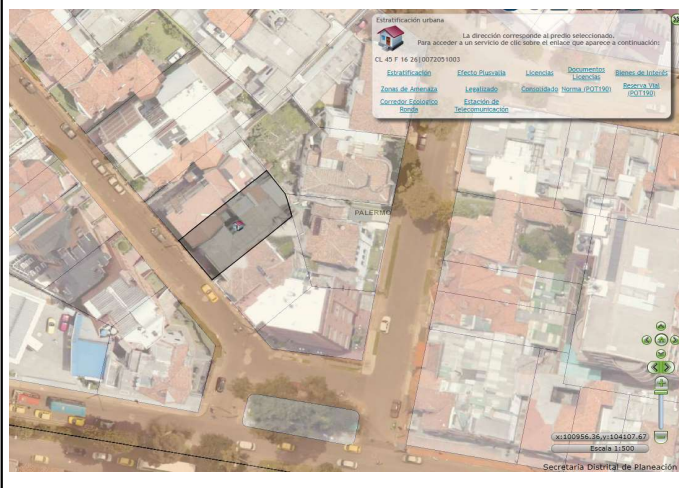 Estratificación urbana
La dirección corresponde al predio seleccionado.
Para acceder a un servicio de clic sobre el enlace que aparece a continuación:
CL 45 F 16 26|0072051003
Estratificación Efecto Plusvalía Licencias Documentos Licencias Bienes de Interés
Zonas de Amenaza Legalizado Consolidado Norma (POT190) Reserva Vial (POT190)
Corredor Ecológico Ronda Estación de Telecomunicación
PALERMO
x:100956.36,y:104107.67
Escala 1:500
Secretaría Distrital de Planeación